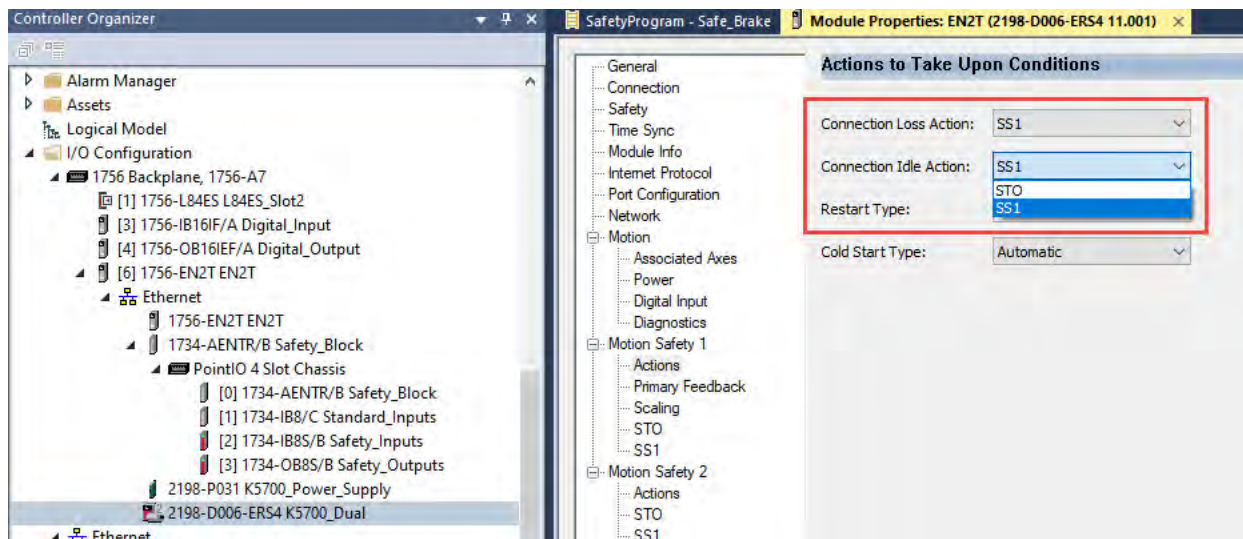 Controller Organizer
Alarm Manager
Assets
Logical Model
I/O Configuration
1756 Backplane, 1756-A7
[1] 1756-L84ES L84ES_Slot2
[3] 1756-IB16IF/A Digital_Input
[4] 1756-OB16IEF/A Digital_Output
[6] 1756-EN2T EN2T
Ethernet
1756-EN2T EN2T
1734-AENTR/B Safety_Block
PointIO 4 Slot Chassis
[0] 1734-AENTR/B Safety_Block
[1] 1734-IB8/C Standard_Inputs
[2] 1734-IB8S/B Safety_Inputs
[3] 1734-OB8S/B Safety_Outputs
2198-P031 K5700_Power_Supply
2198-D006-ERS4 K5700_Dual
Ethernet
SafetyProgram - Safe_Brake
Module Properties: EN2T (2198-D006-ERS4 11.001)
General
Connection
Safety
Time Sync
Module Info
Internet Protocol
Port Configuration
Network
Motion
Associated Axes
Power
Digital Input
Diagnostics
Motion Safety 1
Actions
Primary Feedback
Scaling
STO
SS1
Motion Safety 2
Actions
STO
SS1
Actions to Take Upon Conditions
Connection Loss Action: SS1
Connection Idle Action: SS1
STO
SS1
Restart Type:
Cold Start Type: Automatic